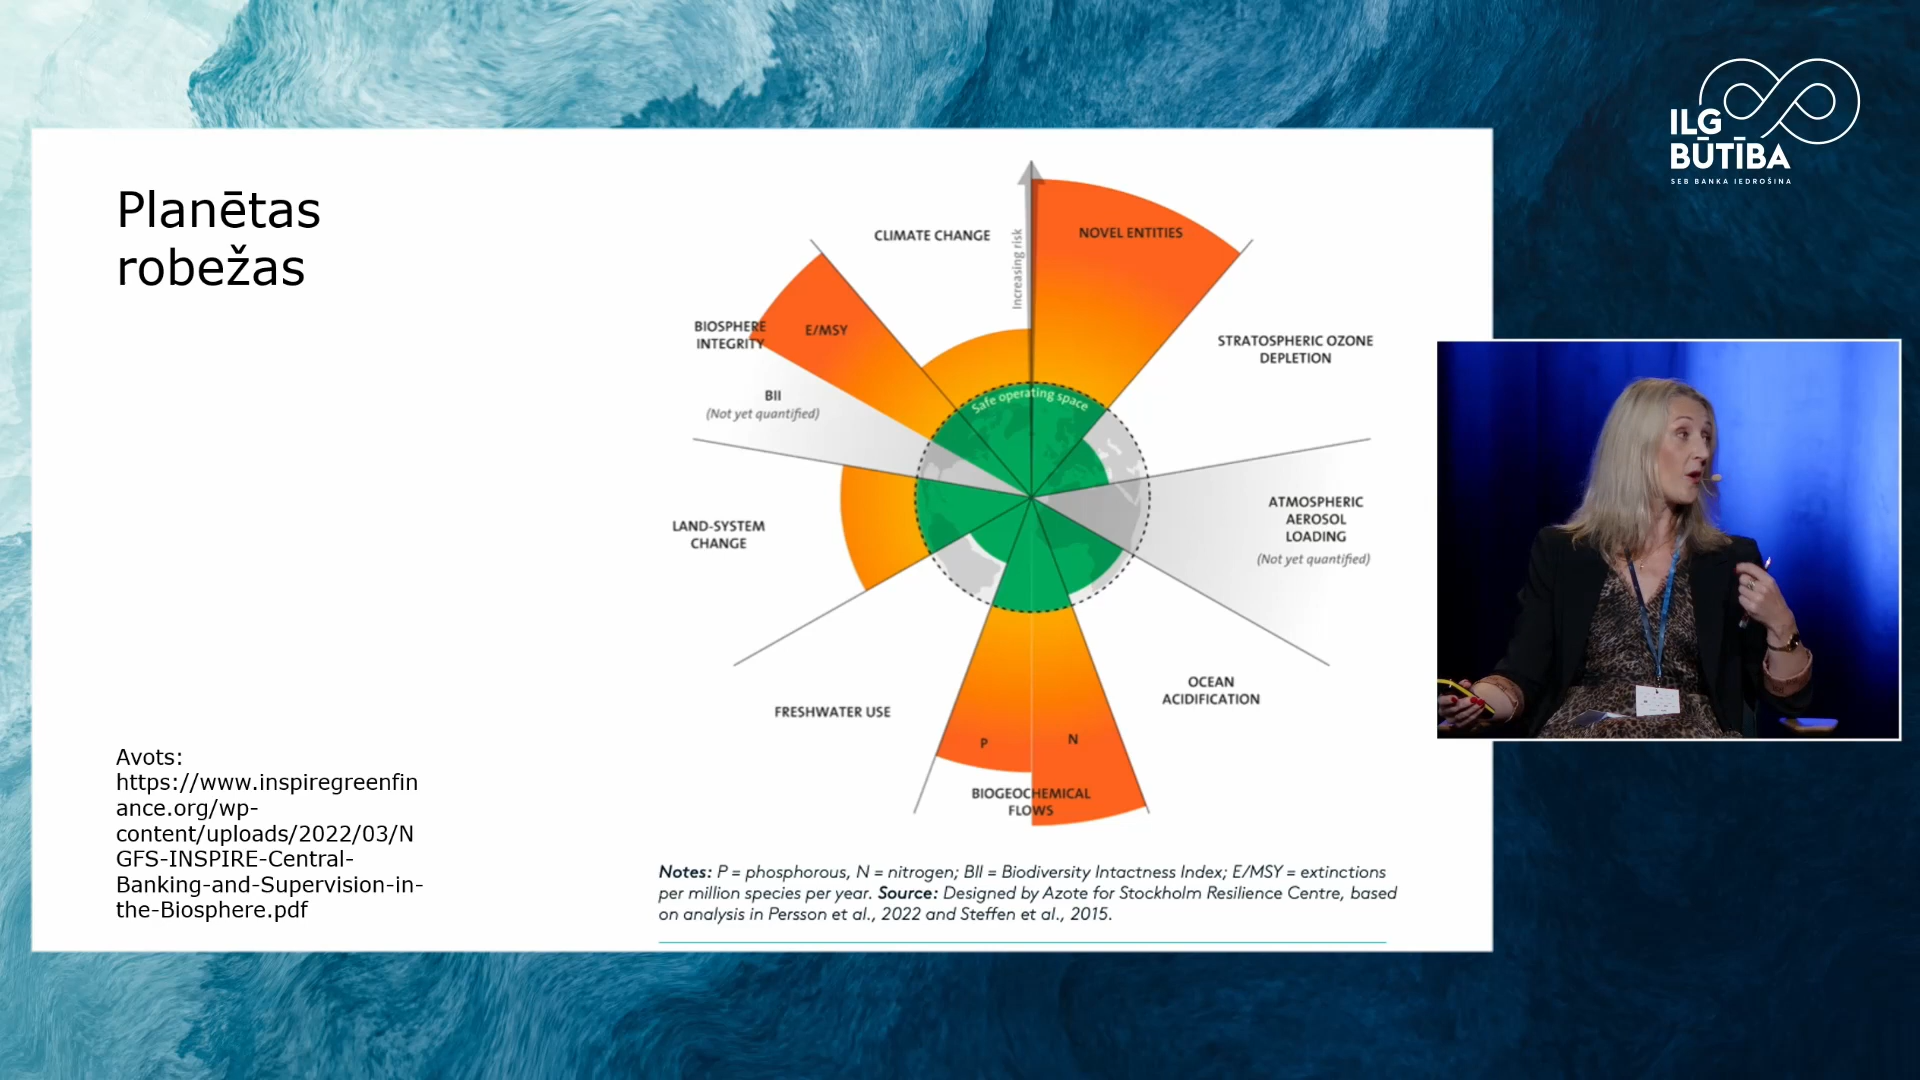 ILG
BŪTĪBA
SEB BANKA IEDROŠINA
Planētas
robežas
CLIMATE CHANGE
Increasing risk
NOVEL ENTITIES
BIOSPHERE
INTEGRITY
E/MSY
STRATOSPHERIC OZONE
DEPLETION
BII
(Not yet quantified)
Safe operating space
LAND-SYSTEM
CHANGE
ATMOSPHERIC
AEROSOL
LOADING
(Not yet quantified)
FRESHWATER USE
P
N
OCEAN
ACIDIFICATION
BIOGEOCHEMICAL
FLOWS
Avots:
https://www.inspiregreenfin
ance.org/wp-
content/uploads/2022/03/N
GFS-INSPIRE-Central-
Banking-and-Supervision-in-
the-Biosphere.pdf
Notes: P = phosphorous, N = nitrogen; BII = Biodiversity Intactness Index; E/MSY = extinctions
per million species per year. Source: Designed by Azote for Stockholm Resilience Centre, based
on analysis in Persson et al., 2022 and Steffen et al., 2015.